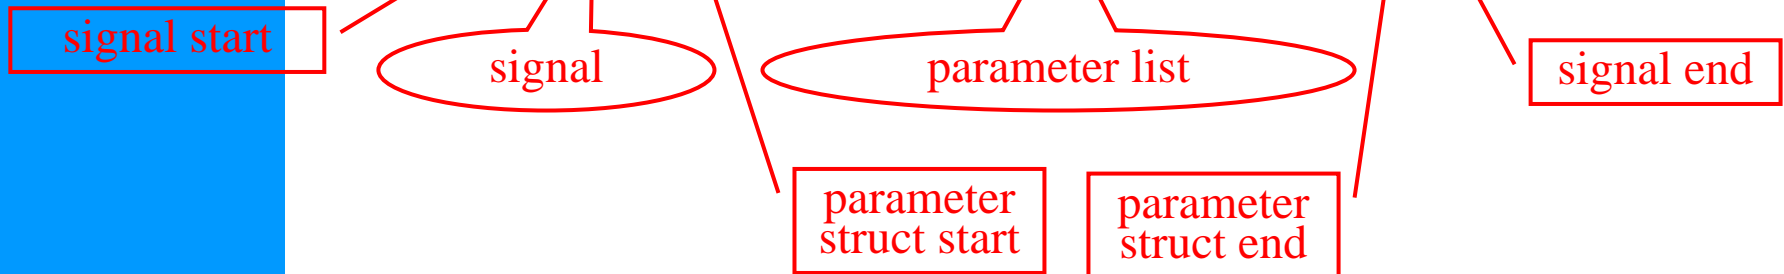 signal start
signal
parameter list
signal end
parameter
struct start
parameter
struct end